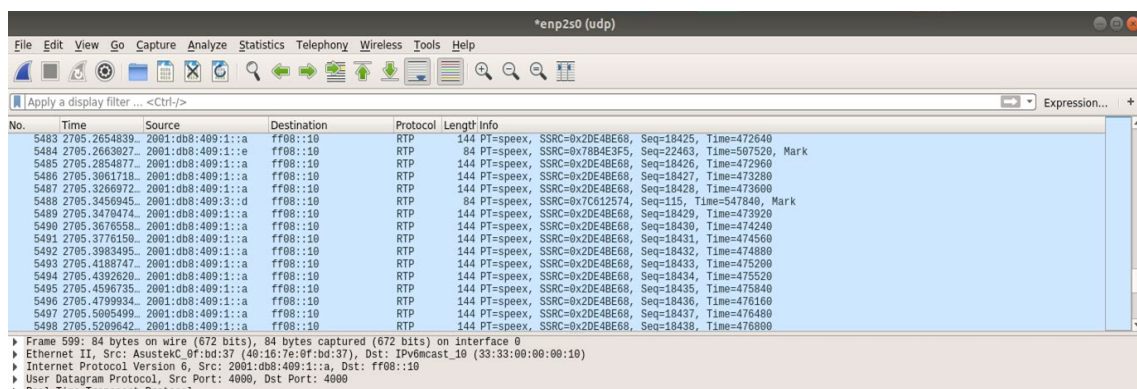 *enp2s0 (udp)
File Edit View Go Capture Analyze Statistics Telephony Wireless Tools Help
Apply a display filter ... <Ctrl-/> Expression... +
No. Time Source Destination Protocol Length Info
5483 2705.2654839… 2001:db8:409:1::a ff08::10 RTP 144 PT=speex, SSRC=0x2DE4BE68, Seq=18425, Time=472640
5484 2705.2663027… 2001:db8:409:1::e ff08::10 RTP 84 PT=speex, SSRC=0x78B4E3F5, Seq=22463, Time=507520, Mark
5485 2705.2854877… 2001:db8:409:1::a ff08::10 RTP 144 PT=speex, SSRC=0x2DE4BE68, Seq=18426, Time=472960
5486 2705.3061718… 2001:db8:409:1::a ff08::10 RTP 144 PT=speex, SSRC=0x2DE4BE68, Seq=18427, Time=473280
5487 2705.3266972… 2001:db8:409:1::a ff08::10 RTP 144 PT=speex, SSRC=0x2DE4BE68, Seq=18428, Time=473600
5488 2705.3456945… 2001:db8:409:3::d ff08::10 RTP 84 PT=speex, SSRC=0x7C612574, Seq=115, Time=547840, Mark
5489 2705.3470474… 2001:db8:409:1::a ff08::10 RTP 144 PT=speex, SSRC=0x2DE4BE68, Seq=18429, Time=473920
5490 2705.3676558… 2001:db8:409:1::a ff08::10 RTP 144 PT=speex, SSRC=0x2DE4BE68, Seq=18430, Time=474240
5491 2705.3776150… 2001:db8:409:1::a ff08::10 RTP 144 PT=speex, SSRC=0x2DE4BE68, Seq=18431, Time=474560
5492 2705.3983495… 2001:db8:409:1::a ff08::10 RTP 144 PT=speex, SSRC=0x2DE4BE68, Seq=18432, Time=474880
5493 2705.4188747… 2001:db8:409:1::a ff08::10 RTP 144 PT=speex, SSRC=0x2DE4BE68, Seq=18433, Time=475200
5494 2705.4392620… 2001:db8:409:1::a ff08::10 RTP 144 PT=speex, SSRC=0x2DE4BE68, Seq=18434, Time=475520
5495 2705.4596735… 2001:db8:409:1::a ff08::10 RTP 144 PT=speex, SSRC=0x2DE4BE68, Seq=18435, Time=475840
5496 2705.4799934… 2001:db8:409:1::a ff08::10 RTP 144 PT=speex, SSRC=0x2DE4BE68, Seq=18436, Time=476160
5497 2705.5005499… 2001:db8:409:1::a ff08::10 RTP 144 PT=speex, SSRC=0x2DE4BE68, Seq=18437, Time=476480
5498 2705.5209642… 2001:db8:409:1::a ff08::10 RTP 144 PT=speex, SSRC=0x2DE4BE68, Seq=18438, Time=476800
Frame 599: 84 bytes on wire (672 bits), 84 bytes captured (672 bits) on interface 0
Ethernet II, Src: AsustekC_0f:bd:37 (40:16:7e:0f:bd:37), Dst: IPv6mcast_10 (33:33:00:00:00:10)
Internet Protocol Version 6, Src: 2001:db8:409:1::a, Dst: ff08::10
User Datagram Protocol, Src Port: 4000, Dst Port: 4000